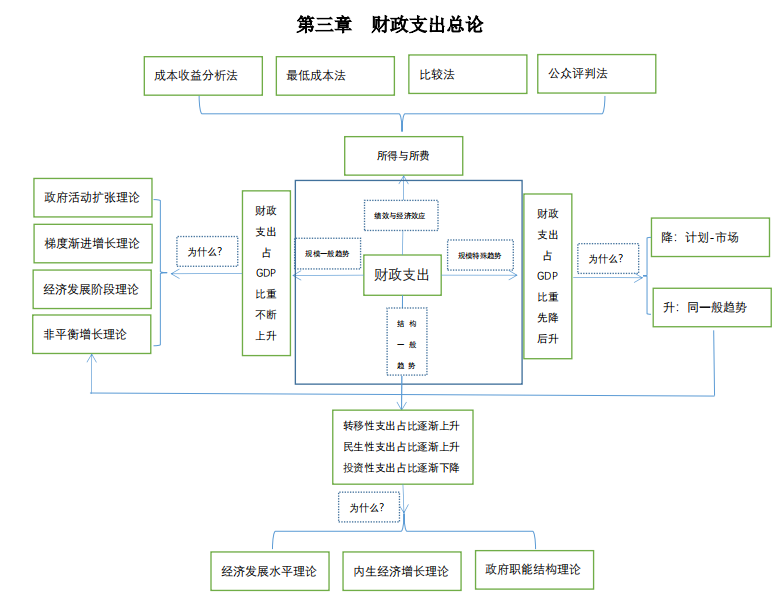 第三章 财政支出总论
成本收益分析法
最低成本法
比较法
公众评判法
所得与所费
政府活动扩张理论
梯度渐进增长理论
经济发展阶段理论
非平衡增长理论
为什么?
财政
支出
占
GDP
比重
不断
上升
规模一般趋势
绩效与经济效应
财政支出
规模特殊趋势
结 构
一 般
趋 势
财政
支出
占
GDP
比重
先降
后升
为什么?
降：计划-市场
升：同一般趋势
转移性支出占比逐渐上升
民生性支出占比逐渐上升
投资性支出占比逐渐下降
为什么?
经济发展水平理论
内生经济增长理论
政府职能结构理论